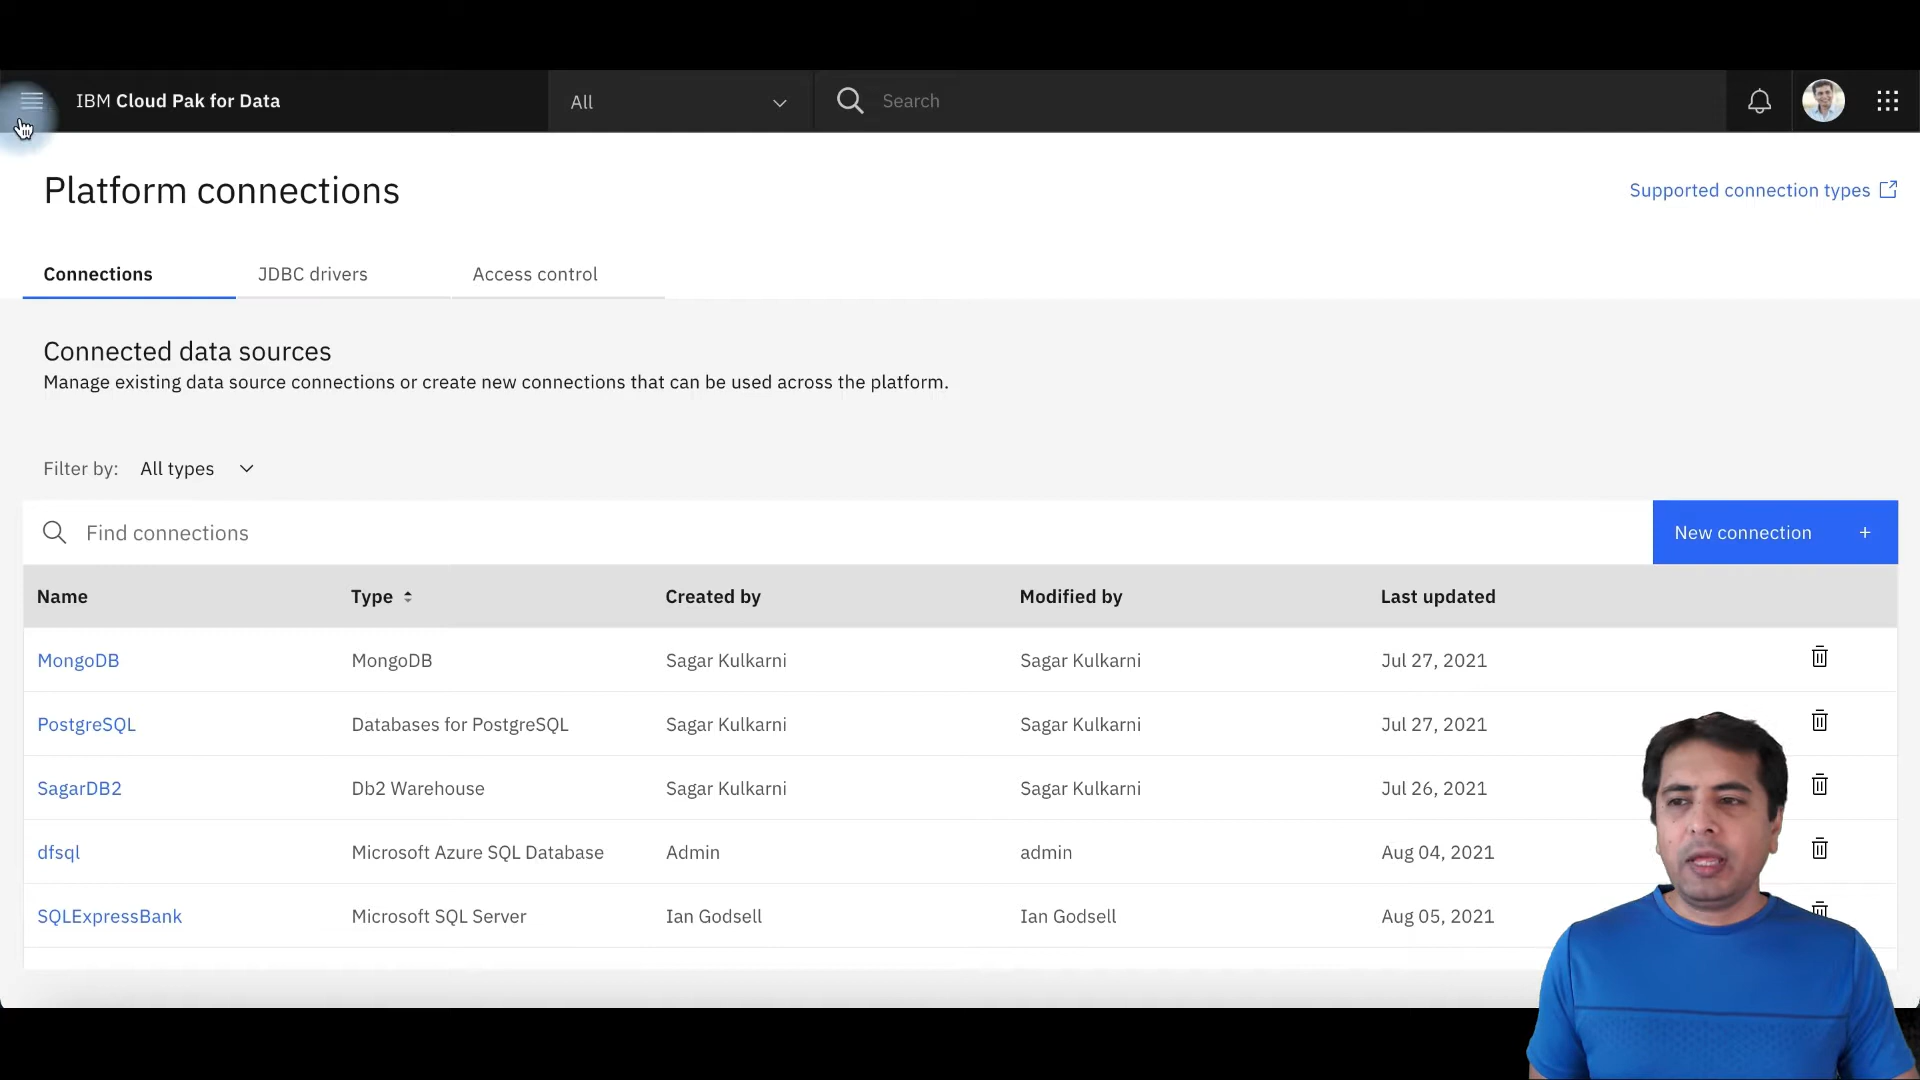 IBM Cloud Pak for Data
All
Search
Platform connections
Supported connection types
Connections
JDBC drivers
Access control
Connected data sources
Manage existing data source connections or create new connections that can be used across the platform.
Filter by: All types
Find connections
New connection +
Name Type Created by Modified by Last updated
MongoDB MongoDB Sagar Kulkarni Sagar Kulkarni Jul 27, 2021
PostgreSQL Databases for PostgreSQL Sagar Kulkarni Sagar Kulkarni Jul 27, 2021
SagarDB2 Db2 Warehouse Sagar Kulkarni Sagar Kulkarni Jul 26, 2021
dfsql Microsoft Azure SQL Database Admin admin Aug 04, 2021
SQLExpressBank Microsoft SQL Server Ian Godsell Ian Godsell Aug 05, 2021